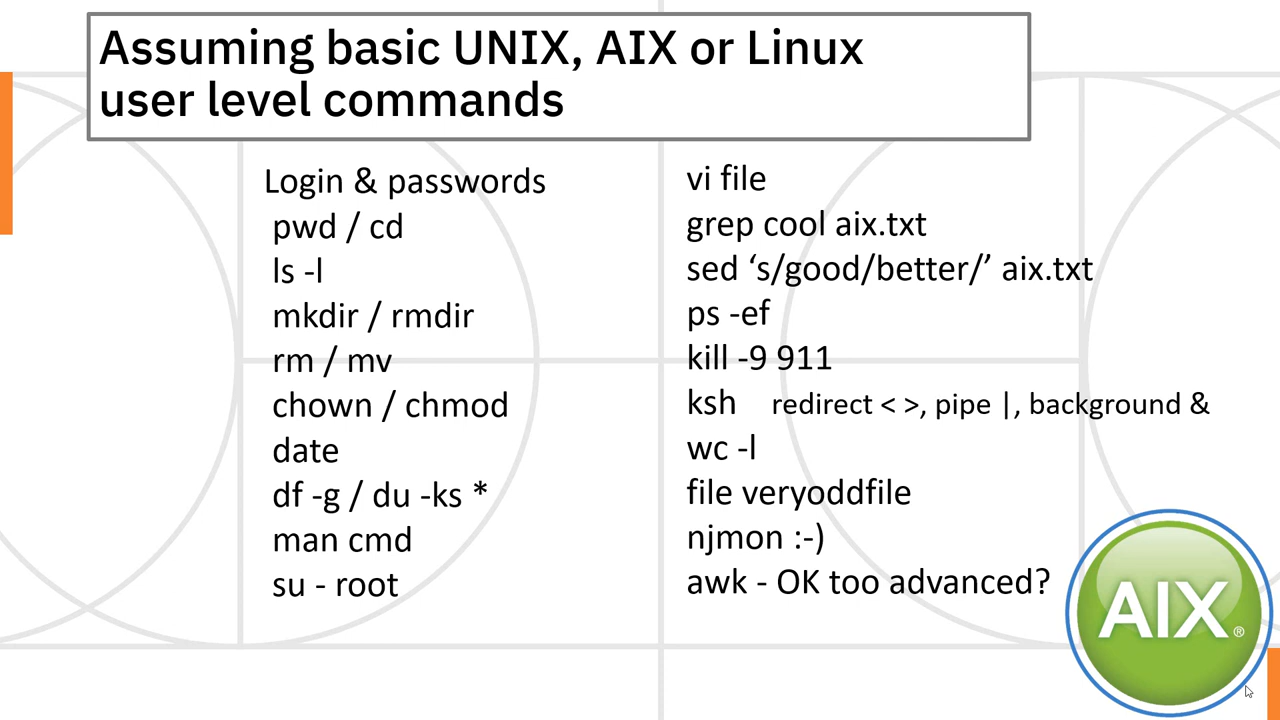 Assuming basic UNIX, AIX or Linux
user level commands
Login & passwords
pwd / cd
ls -l
mkdir / rmdir
rm / mv
chown / chmod
date
df -g / du -ks *
man cmd
su - root
vi file
grep cool aix.txt
sed ‘s/good/better/’ aix.txt
ps -ef
kill -9 911
ksh redirect < >, pipe |, background &
wc -l
file veryoddfile
njmon :-)
awk - OK too advanced?
AIX®